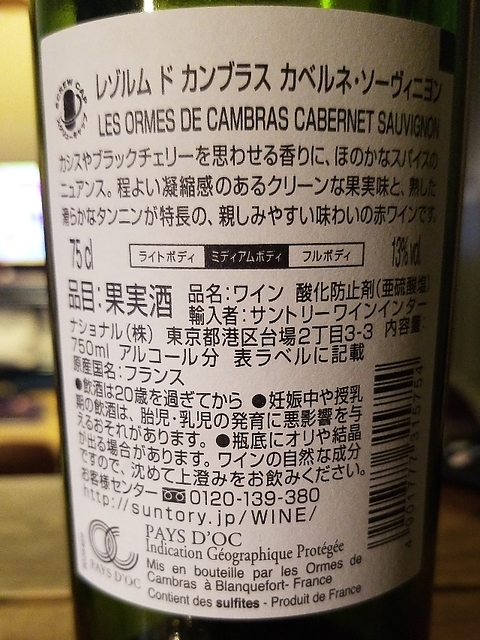 SCREW CAP
レゾルム ド カンブラス カベルネ・ソーヴィニヨン
LES ORMES DE CAMBRAS CABERNET SAUVIGNON
カシスやブラックチェリーを思わせる香りに、ほのかなスパイスの
ニュアンス。程よい凝縮感のあるクリーンな果実味と、熟した
滑らかなタンニンが特長の、親しみやすい味わいの赤ワインです。
75cl ライトボディ ミディアムボディ フルボディ 13% vol
品目:果実酒 品名:ワイン 酸化防止剤(亜硫酸塩)
輸入者:サントリーワインインター
ナショナル(株) 東京都港区台場2丁目3-3 内容量:
750ml アルコール分 表ラベルに記載
原産国名:フランス
●飲酒は20歳を過ぎてから ●妊娠中や授乳
期の飲酒は、胎児・乳児の発育に悪影響を与
えるおそれがあります。 ●瓶底にオリや結晶
が出る場合があります。ワインの自然な成分
ですので、沈めて上澄みをお飲みください。
お客様センター 0120-139-380
http://suntory.jp/WINE/
PAYS D'OC
Indication Géographique Protégée
PAYS D'OC
Mis en bouteille par les Ormes de
Cambras à Blanquefort- France
Contient des sulfites - Produit de France